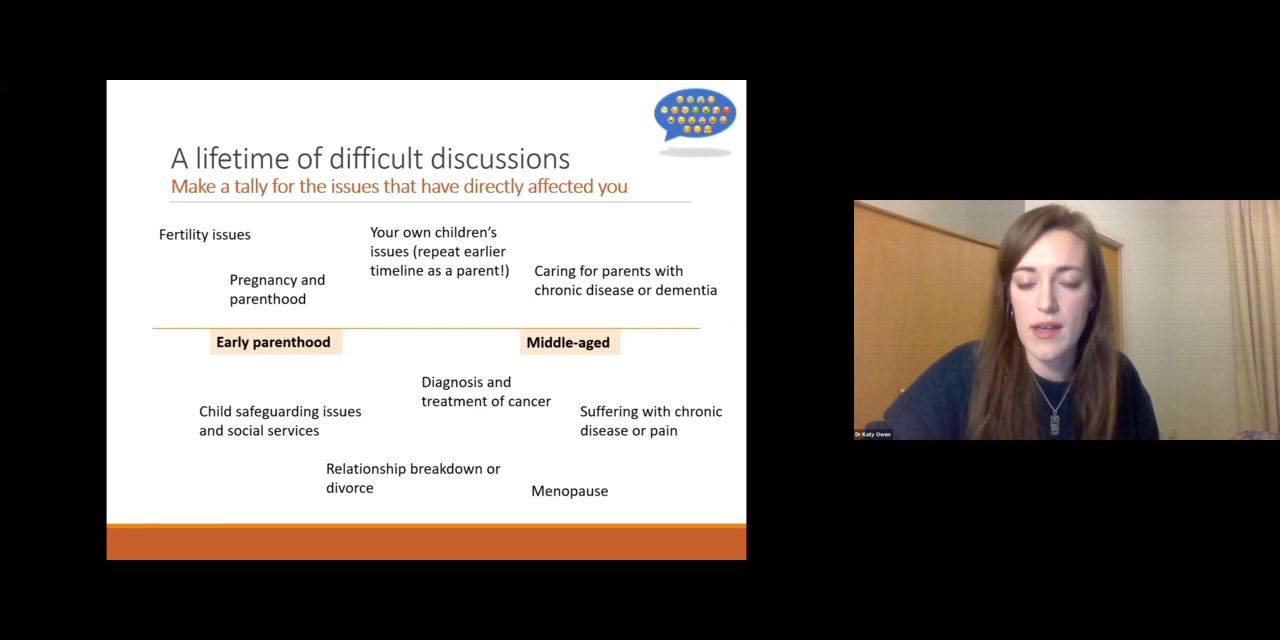 A lifetime of difficult discussions
Make a tally for the issues that have directly affected you
Fertility issues
Your own children's
issues (repeat earlier
timeline as a parent!)
Pregnancy and
parenthood
Caring for parents with
chronic disease or dementia
Early parenthood
Middle-aged
Diagnosis and
treatment of cancer
Child safeguarding issues
and social services
Suffering with chronic
disease or pain
Relationship breakdown or
divorce
Menopause
Dr Katy Owen